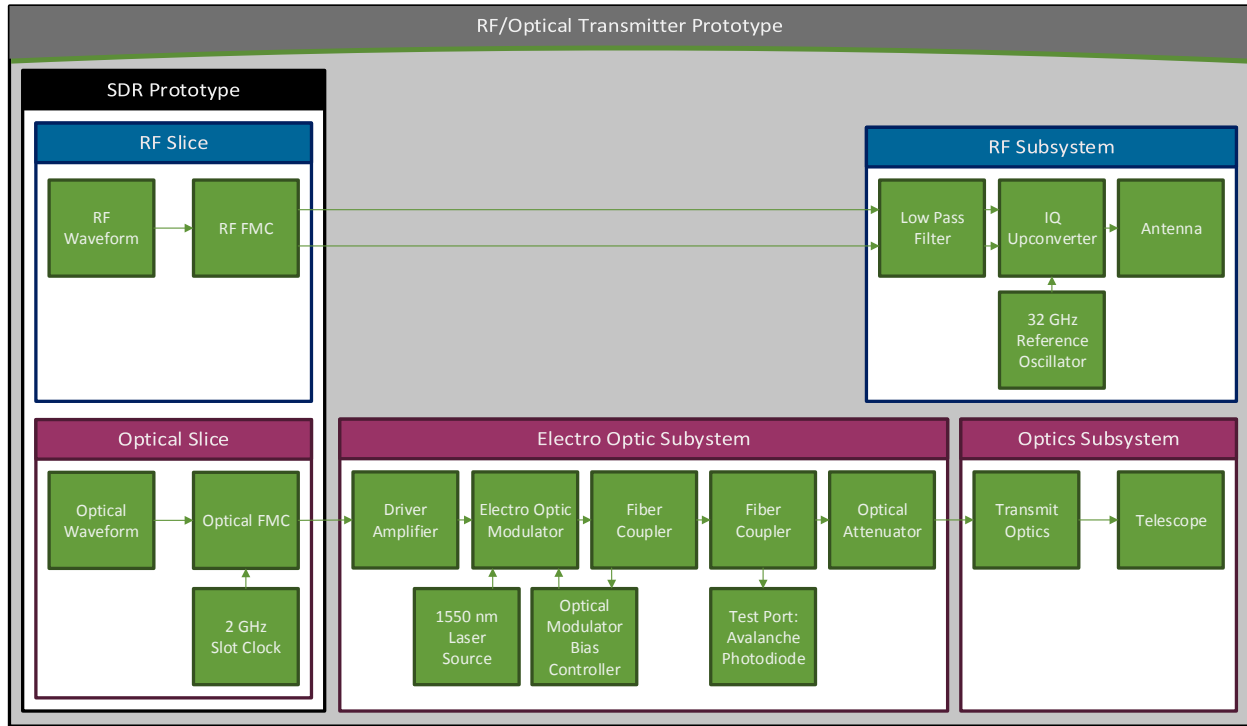 RF/Optical Transmitter Prototype
SDR Prototype
RF Slice
RF
Waveform
RF FMC
RF Subsystem
Low Pass
Filter
IQ
Upconverter
Antenna
32 GHz
Reference
Oscillator
Optical Slice
Optical
Waveform
Optical FMC
2 GHz
Slot Clock
Electro Optic Subystem
Driver
Amplifier
Electro Optic
Modulator
Fiber
Coupler
Fiber
Coupler
Optical
Attenuator
1550 nm
Laser
Source
Optical
Modulator
Bias
Controller
Test Port:
Avalanche
Photodiode
Optics Subsystem
Transmit
Optics
Telescope